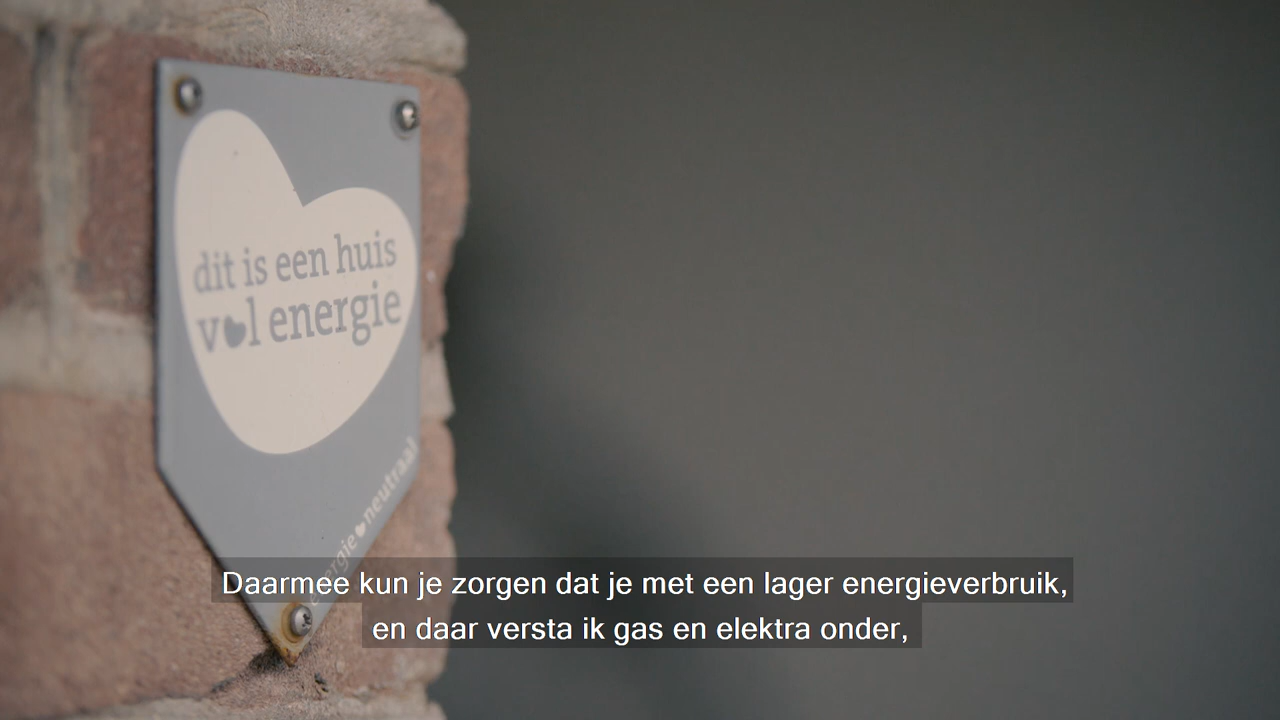 dit is een huis
vol energie
energie neutraal
Daarmee kun je zorgen dat je met een lager energieverbruik,
en daar versta ik gas en elektra onder,